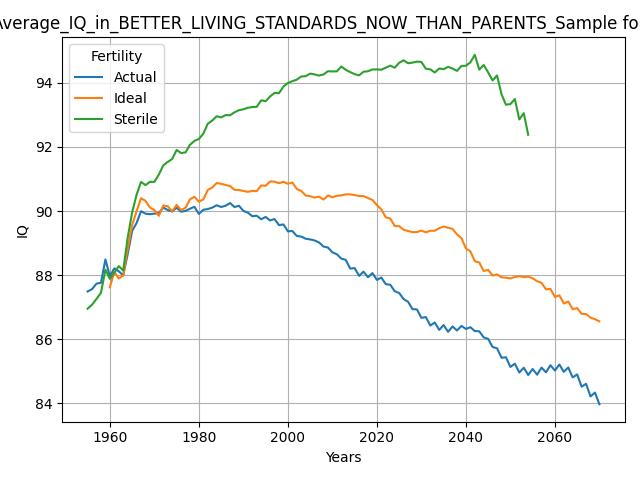 Average_IQ_in_BETTER_LIVING_STANDARDS_NOW_THAN_PARENTS_Sample fo
Fertility
Actual
Ideal
Sterile
IQ
94
92
90
88
86
84
1960 1980 2000 2020 2040 2060
Years